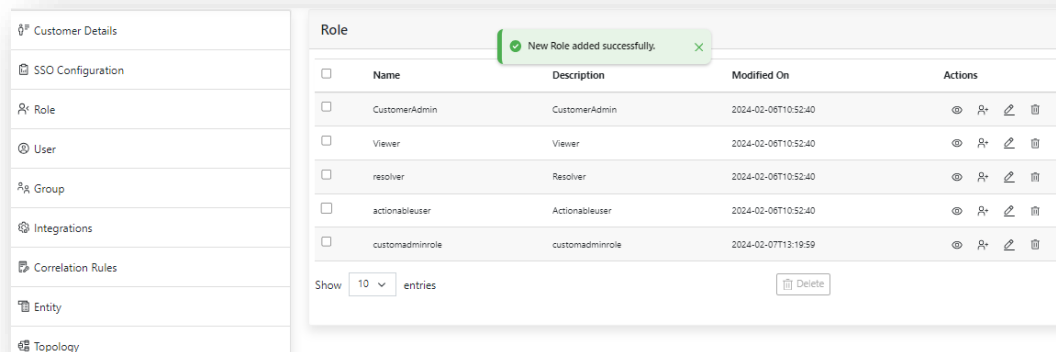 Customer Details
SSO Configuration
Role
User
Group
Integrations
Correlation Rules
Entity
Topology
Role
New Role added successfully.
Name Description Modified On Actions
CustomerAdmin CustomerAdmin 2024-02-06T10:52:40
Viewer Viewer 2024-02-06T10:52:40
resolver Resolver 2024-02-06T10:52:40
actionableuser Actionableuser 2024-02-06T10:52:40
customadminrole customadminrole 2024-02-07T13:19:59
Show 10 entries Delete